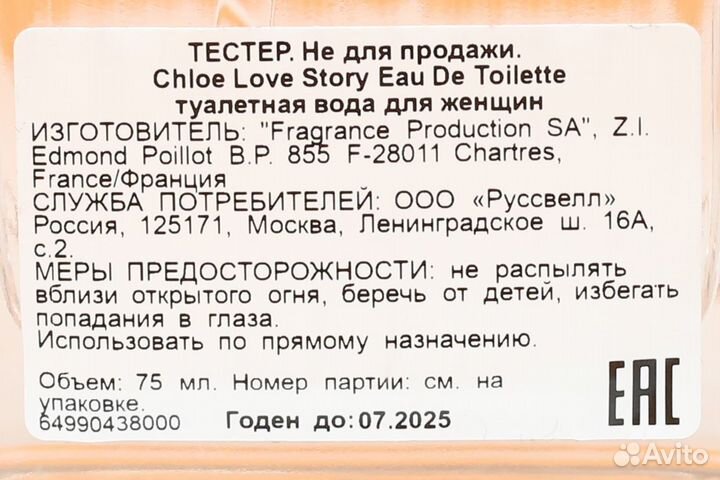 ТЕСТЕР. Не для продажи.
Chloe Love Story Eau De Toilette
туалетная вода для женщин
ИЗГОТОВИТЕЛЬ: "Fragrance Production SA", Z.I.
Edmond Poillot B.P. 855 F-28011 Chartres,
France/Франция
СЛУЖБА ПОТРЕБИТЕЛЕЙ: ООО «Руссвелл»
Россия, 125171, Москва, Ленинградское ш. 16А,
с.2.
МЕРЫ ПРЕДОСТОРОЖНОСТИ: не распылять
вблизи открытого огня, беречь от детей, избегать
попадания в глаза.
Использовать по прямому назначению.
Объем: 75 мл. Номер партии: см. на
упаковке.
64990438000 Годен до:07.2025
EAC
Avito